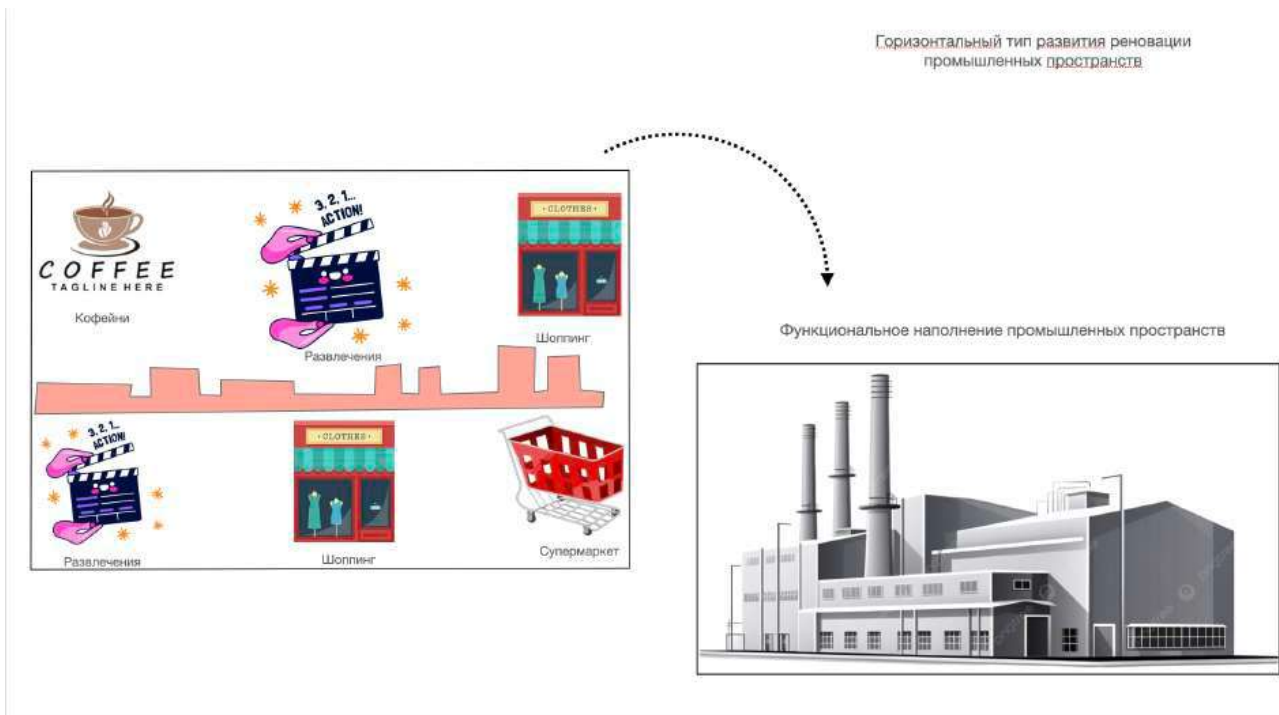 Горизонтальный тип развития реновации
промышленных пространств
3, 2, 1...
ACTION!
CLOTHES
COFFEE
TAGLINE HERE
Кофейни
Развлечения
Шоппинг
Функциональное наполнение промышленных пространств
3, 2, 1...
ACTION!
CLOTHES
Развлечения
Шоппинг
Супермаркет